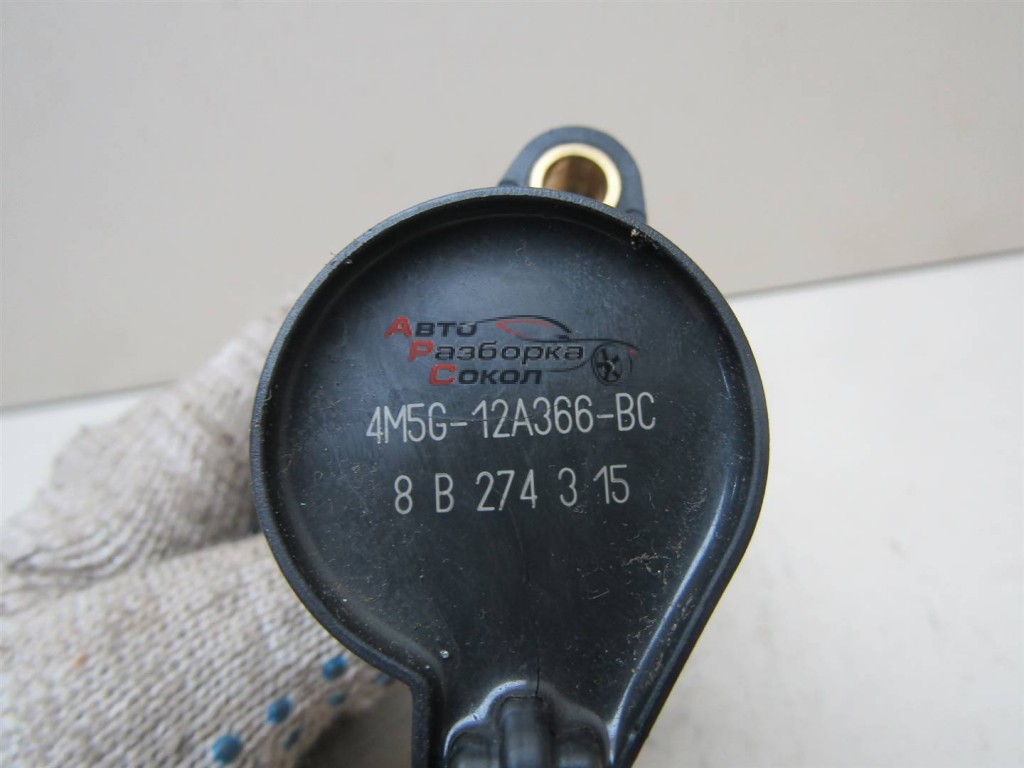 Авто
Разборка
Сокол
4M5G-12A366-BC
8 B 274 3 15